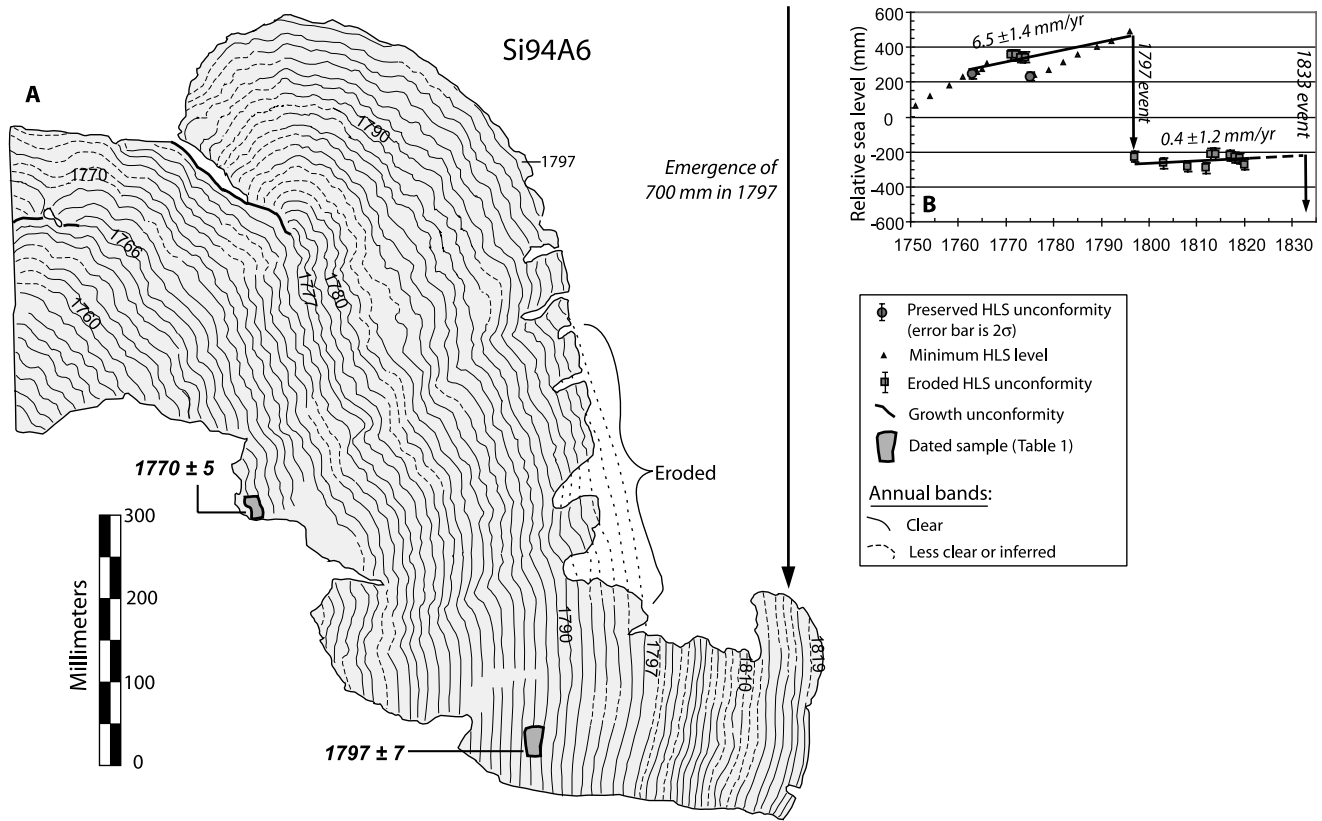 Si94A6
A
1790
1797
1770
1766
1760
1777
1780
Emergence of
700 mm in 1797
1770 ± 5
Eroded
Millimeters
300
200
100
0
1790
1797
1810
1819
1797 ± 7
Relative sea level (mm)
600
400
200
0
-200
-400
-600
6.5 ±1.4 mm/yr
1797 event
1833 event
0.4 ±1.2 mm/yr
B
1750 1760 1770 1780 1790 1800 1810 1820 1830
Preserved HLS unconformity
(error bar is 2σ)
Minimum HLS level
Eroded HLS unconformity
Growth unconformity
Dated sample (Table 1)
Annual bands:
Clear
Less clear or inferred